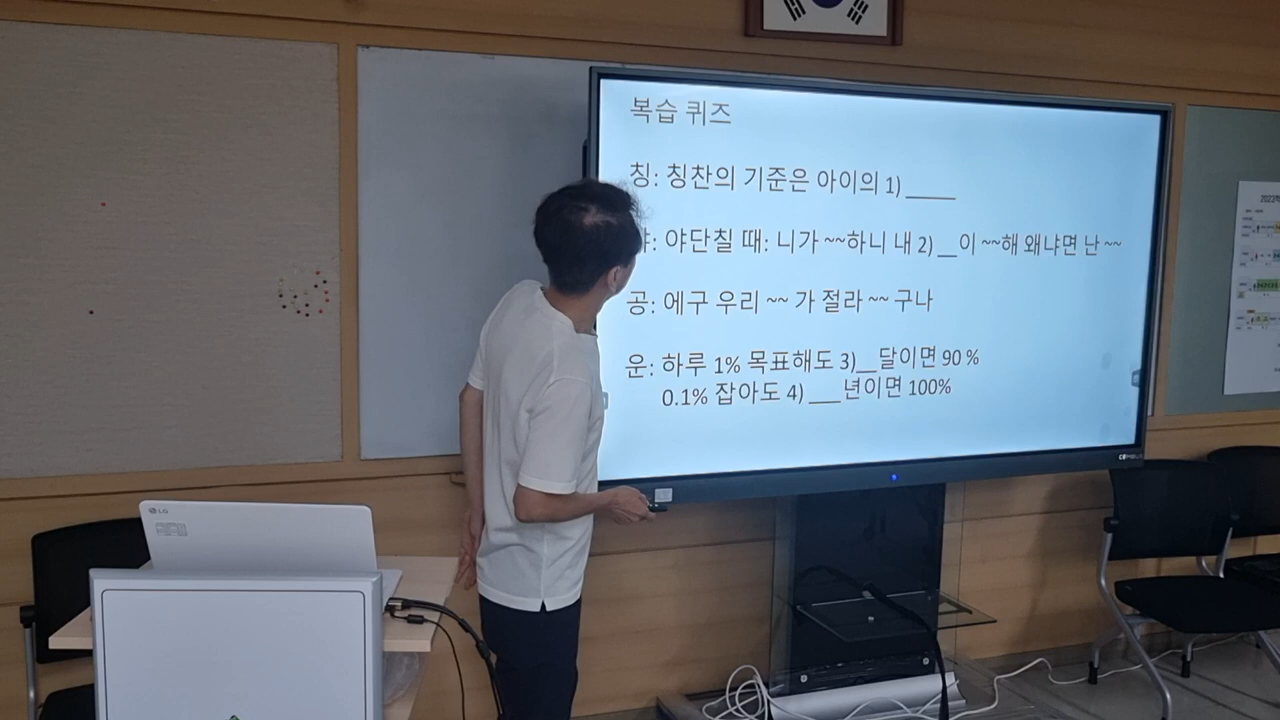 복습 퀴즈
칭: 칭찬의 기준은 아이의 1) _____
야: 야단칠 때: 니가 ~~하니 내 2) __이 ~~해 왜냐면 난 ~~
공: 에구 우리 ~~ 가 절라 ~~ 구나
운: 하루 1% 목표해도 3)__달이면 90 %
0.1% 잡아도 4) ___년이면 100%
LG